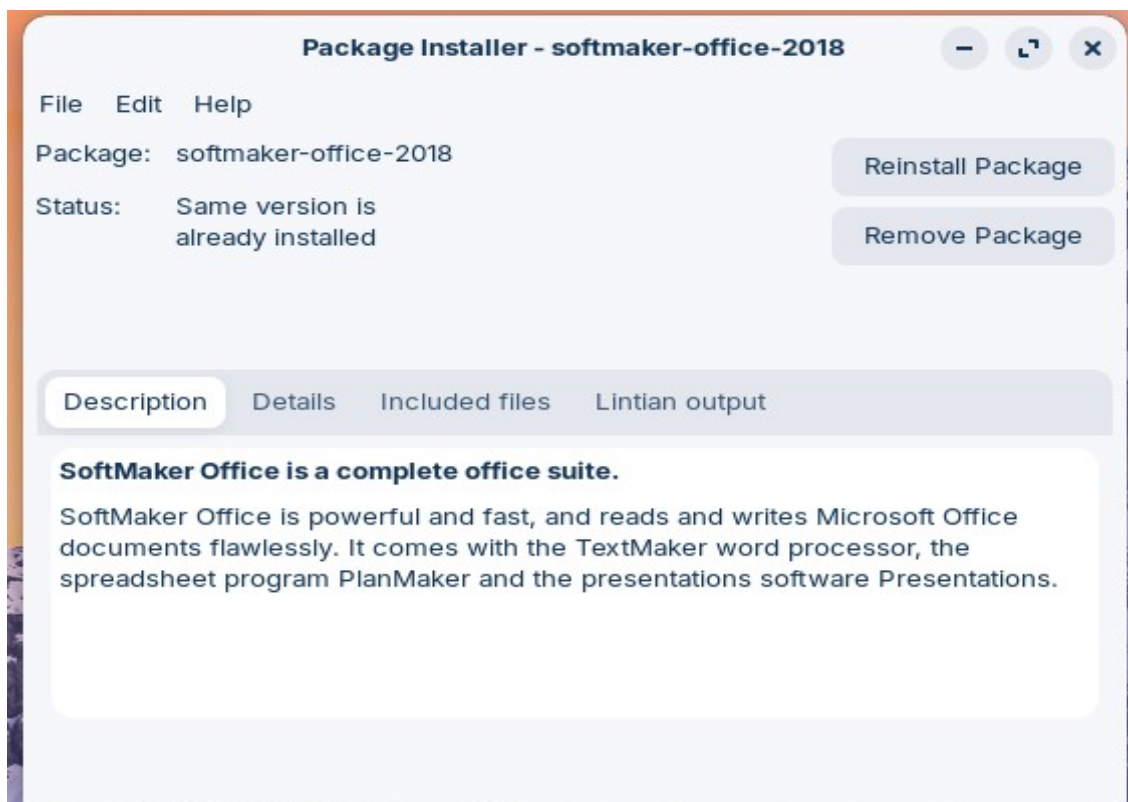 Package Installer - softmaker-office-2018
File Edit Help
Package: softmaker-office-2018
Reinstall Package
Status: Same version is
already installed
Remove Package
Description Details Included files Lintian output
SoftMaker Office is a complete office suite.
SoftMaker Office is powerful and fast, and reads and writes Microsoft Office
documents flawlessly. It comes with the TextMaker word processor, the
spreadsheet program PlanMaker and the presentations software Presentations.